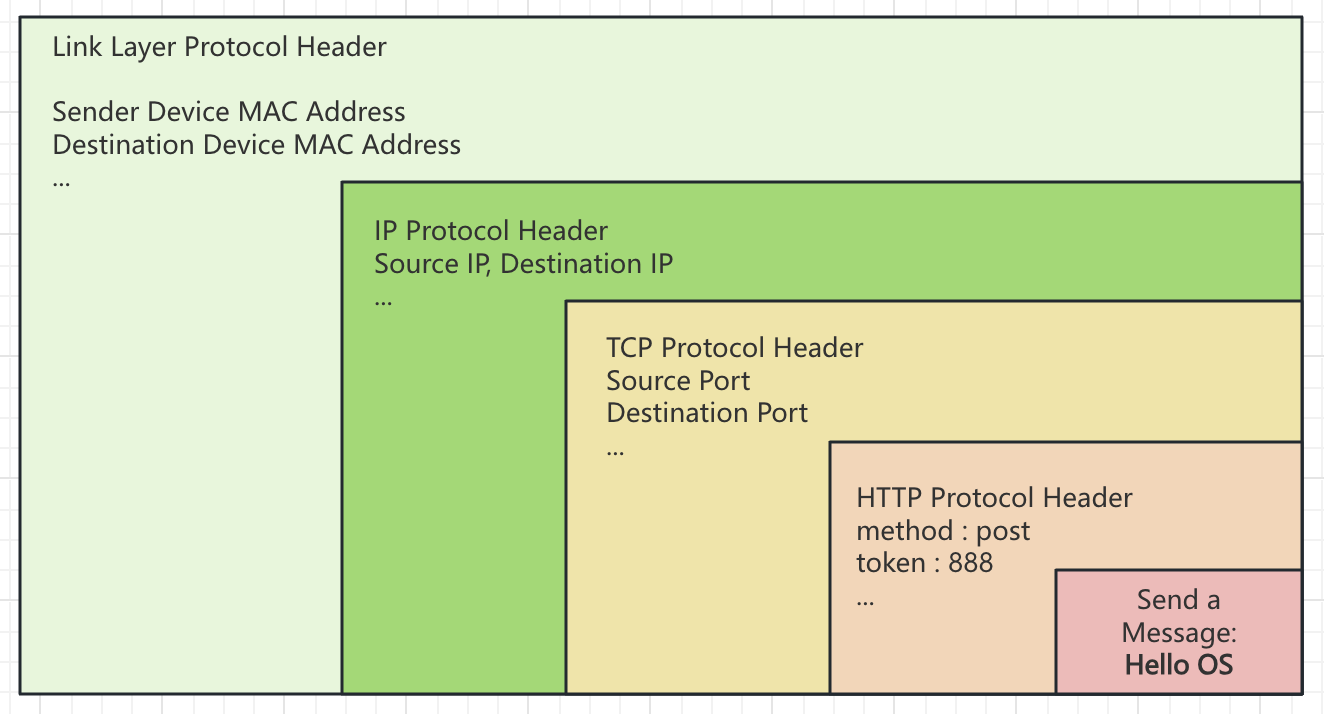 Link Layer Protocol Header
Sender Device MAC Address
Destination Device MAC Address
...
IP Protocol Header
Source IP, Destination IP
...
TCP Protocol Header
Source Port
Destination Port
...
HTTP Protocol Header
method : post
token : 888
...
Send a
Message:
Hello OS